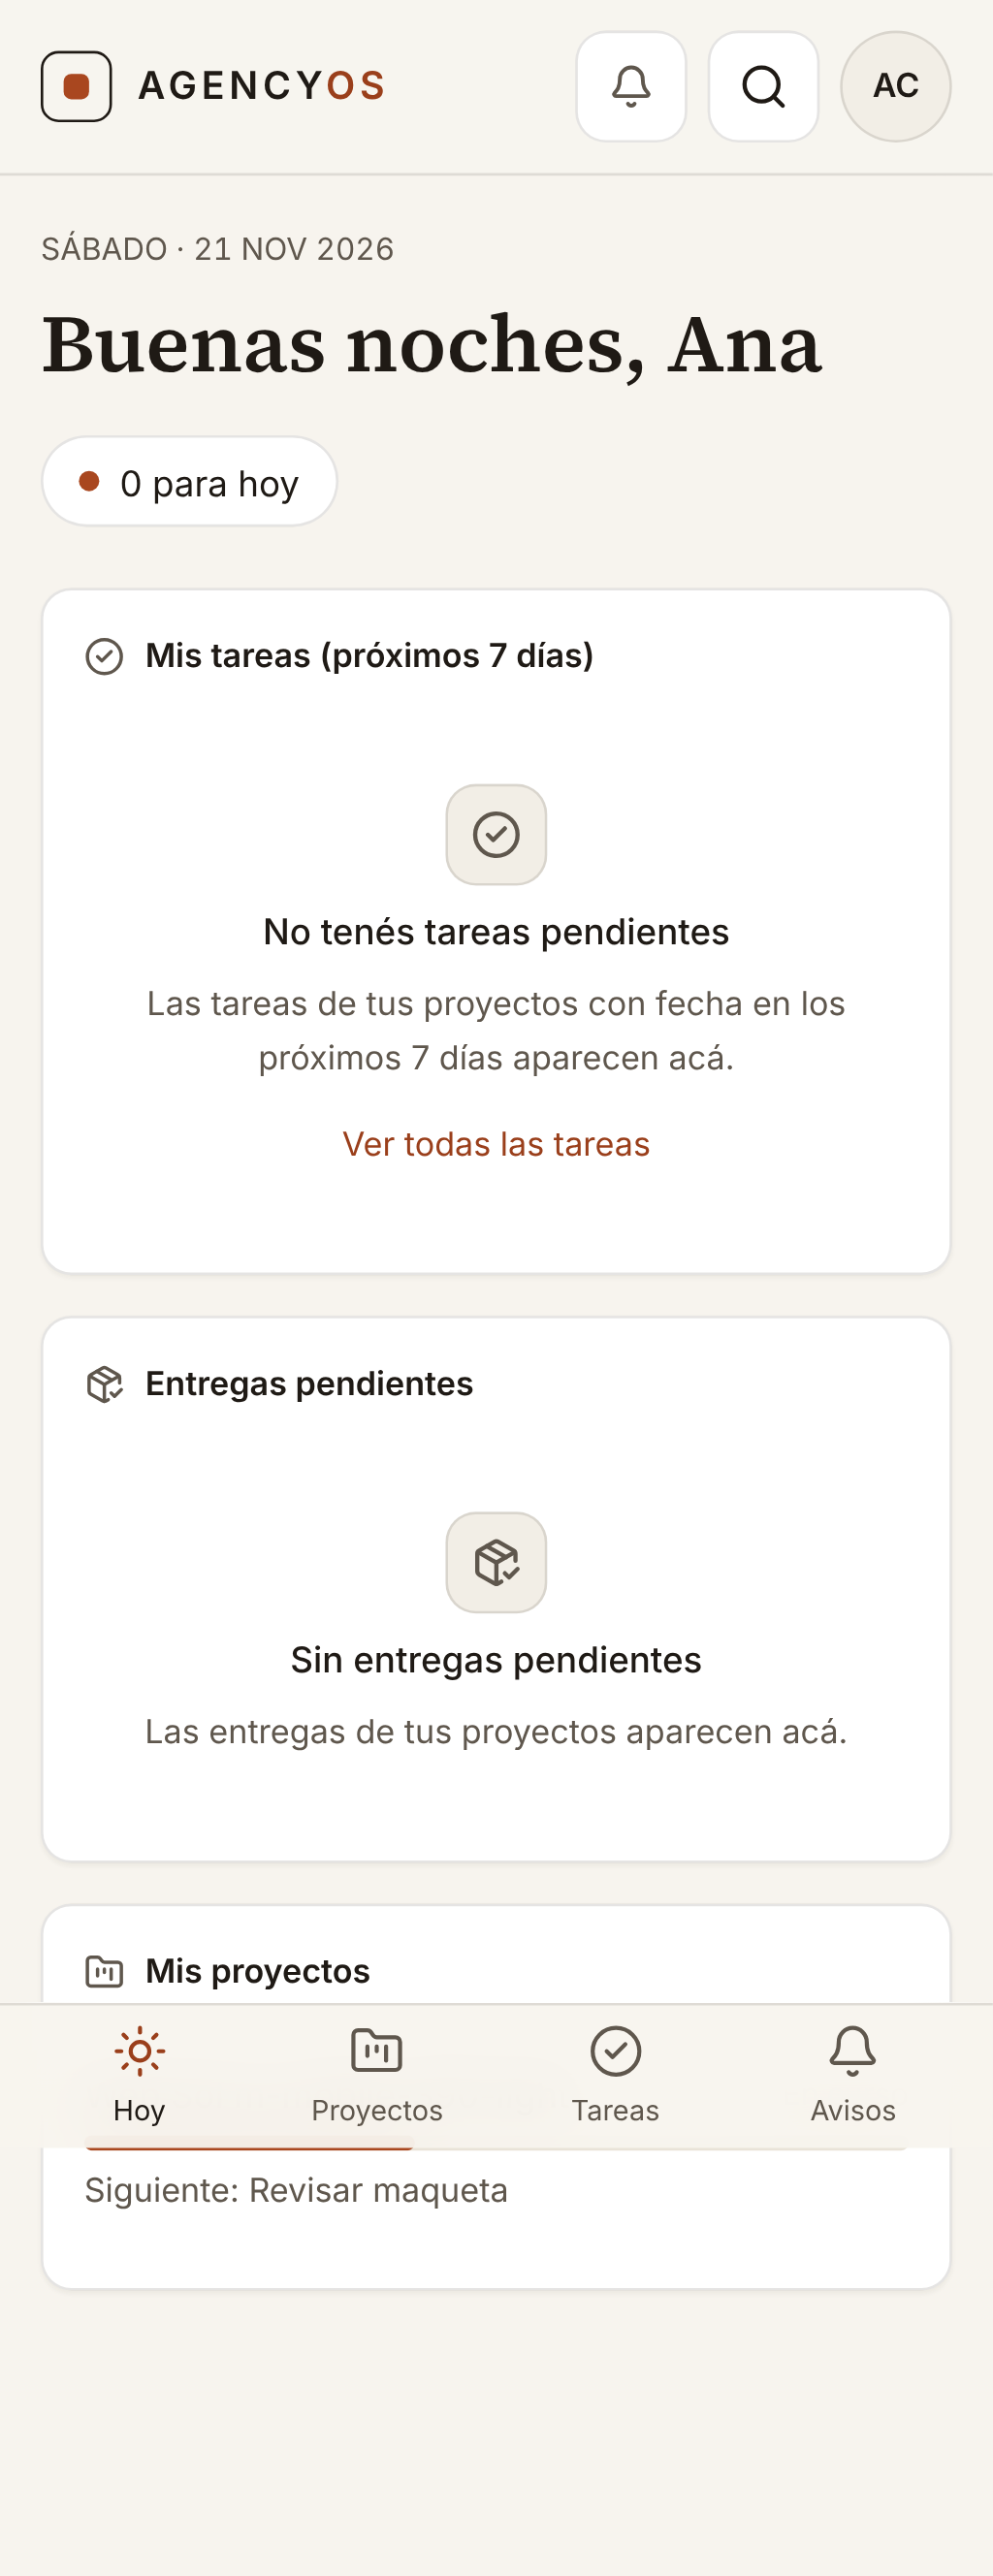 AGENCYOS
AC
SÁBADO · 21 NOV 2026
Buenas noches, Ana
0 para hoy
Mis tareas (próximos 7 días)
No tenés tareas pendientes
Las tareas de tus proyectos con fecha en los
próximos 7 días aparecen acá.
Ver todas las tareas
Entregas pendientes
Sin entregas pendientes
Las entregas de tus proyectos aparecen acá.
Mis proyectos
Hoy
Proyectos
Tareas
Avisos
Siguiente: Revisar maqueta